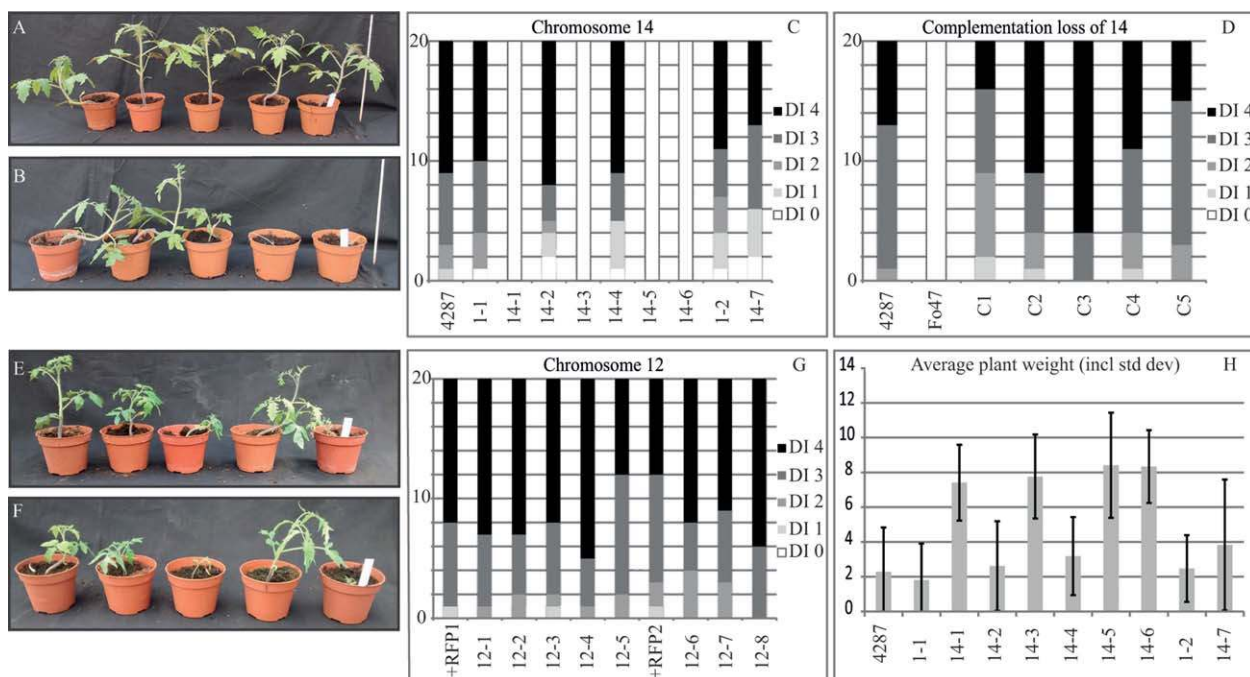 A
B
Chromosome 14
C
20
10
0
DI 4
DI 3
DI 2
DI 1
DI 0
4287
1-1
14-1
14-2
14-3
14-4
14-5
14-6
1-2
14-7
Complementation loss of 14
D
20
10
0
DI 4
DI 3
DI 2
DI 1
DI 0
4287
Fo47
C1
C2
C3
C4
C5
E
F
Chromosome 12
G
20
10
0
DI 4
DI 3
DI 2
DI 1
DI 0
+RFP1
12-1
12-2
12-3
12-4
12-5
+RFP2
12-6
12-7
12-8
Average plant weight (incl std dev)
H
14
12
10
8
6
4
2
0
4287
1-1
14-1
14-2
14-3
14-4
14-5
14-6
1-2
14-7